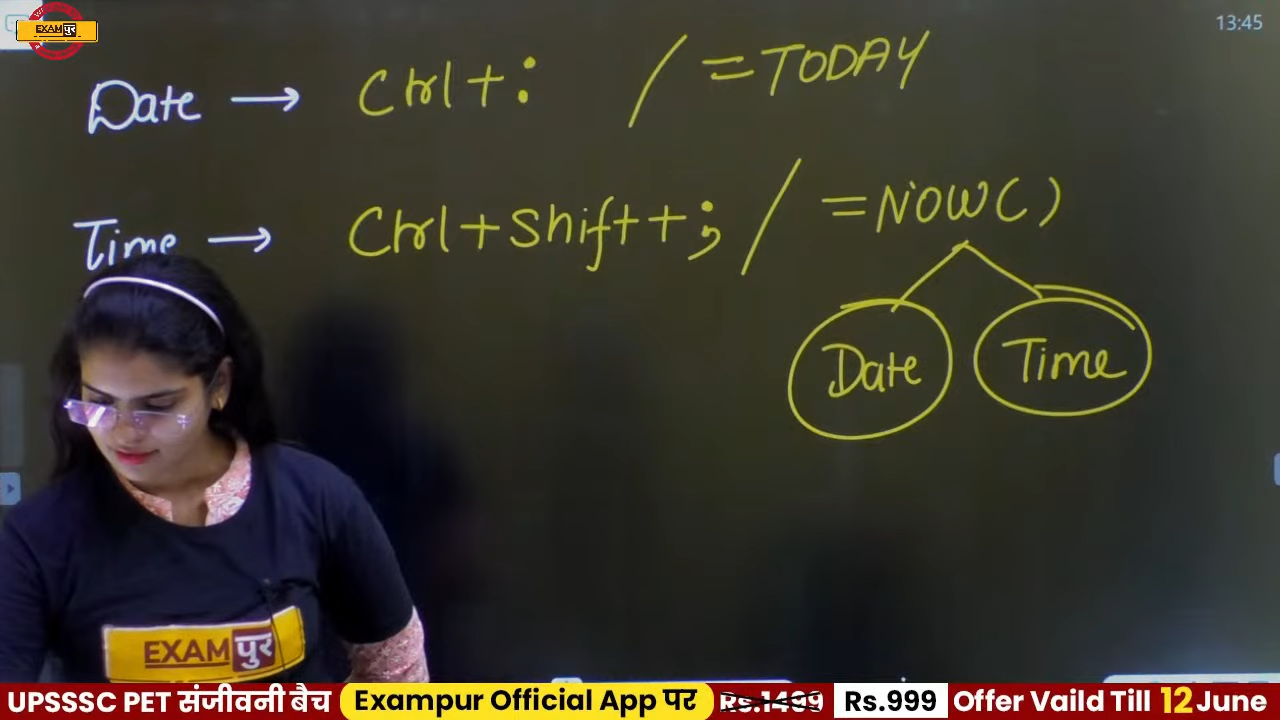 EXAMपुर
13:45
Date → Ctrl+: / =TODAY
Time → Ctrl+Shift+; / =NOW()
Date Time
EXAMपुर
UPSSSC PET संजीवनी बैच Exampur Official App पर Rs.1499 Rs.999 Offer Vaild Till 12 June